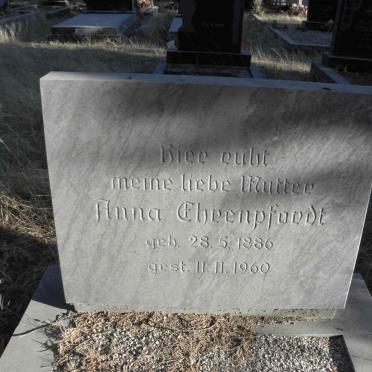 Hier ruht
meine liebe Mutter
Anna Ehrenpfordt
geb. 28.5.1886
gest. 11.11.1960